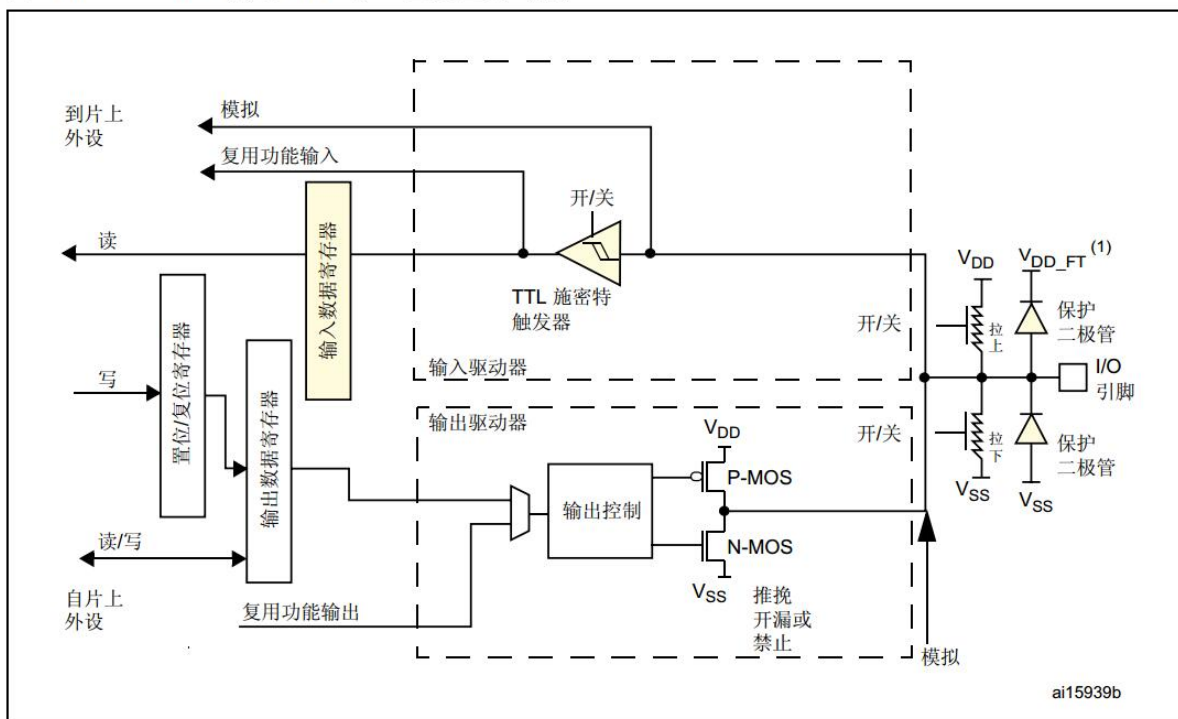 到片上
外设
模拟
复用功能输入
读
开/关
TTL 施密特
触发器
输入数据寄存器
输入驱动器
V_DD
V_DD_FT (1)
开/关
拉上
保护
二极管
I/O
引脚
写
置位/复位寄存器
输出数据寄存器
读/写
自片上
外设
复用功能输出
输出驱动器
输出控制
V_DD
P-MOS
N-MOS
V_SS
推挽
开漏或
禁止
开/关
拉下
V_SS
保护
二极管
V_SS
模拟
ai15939b